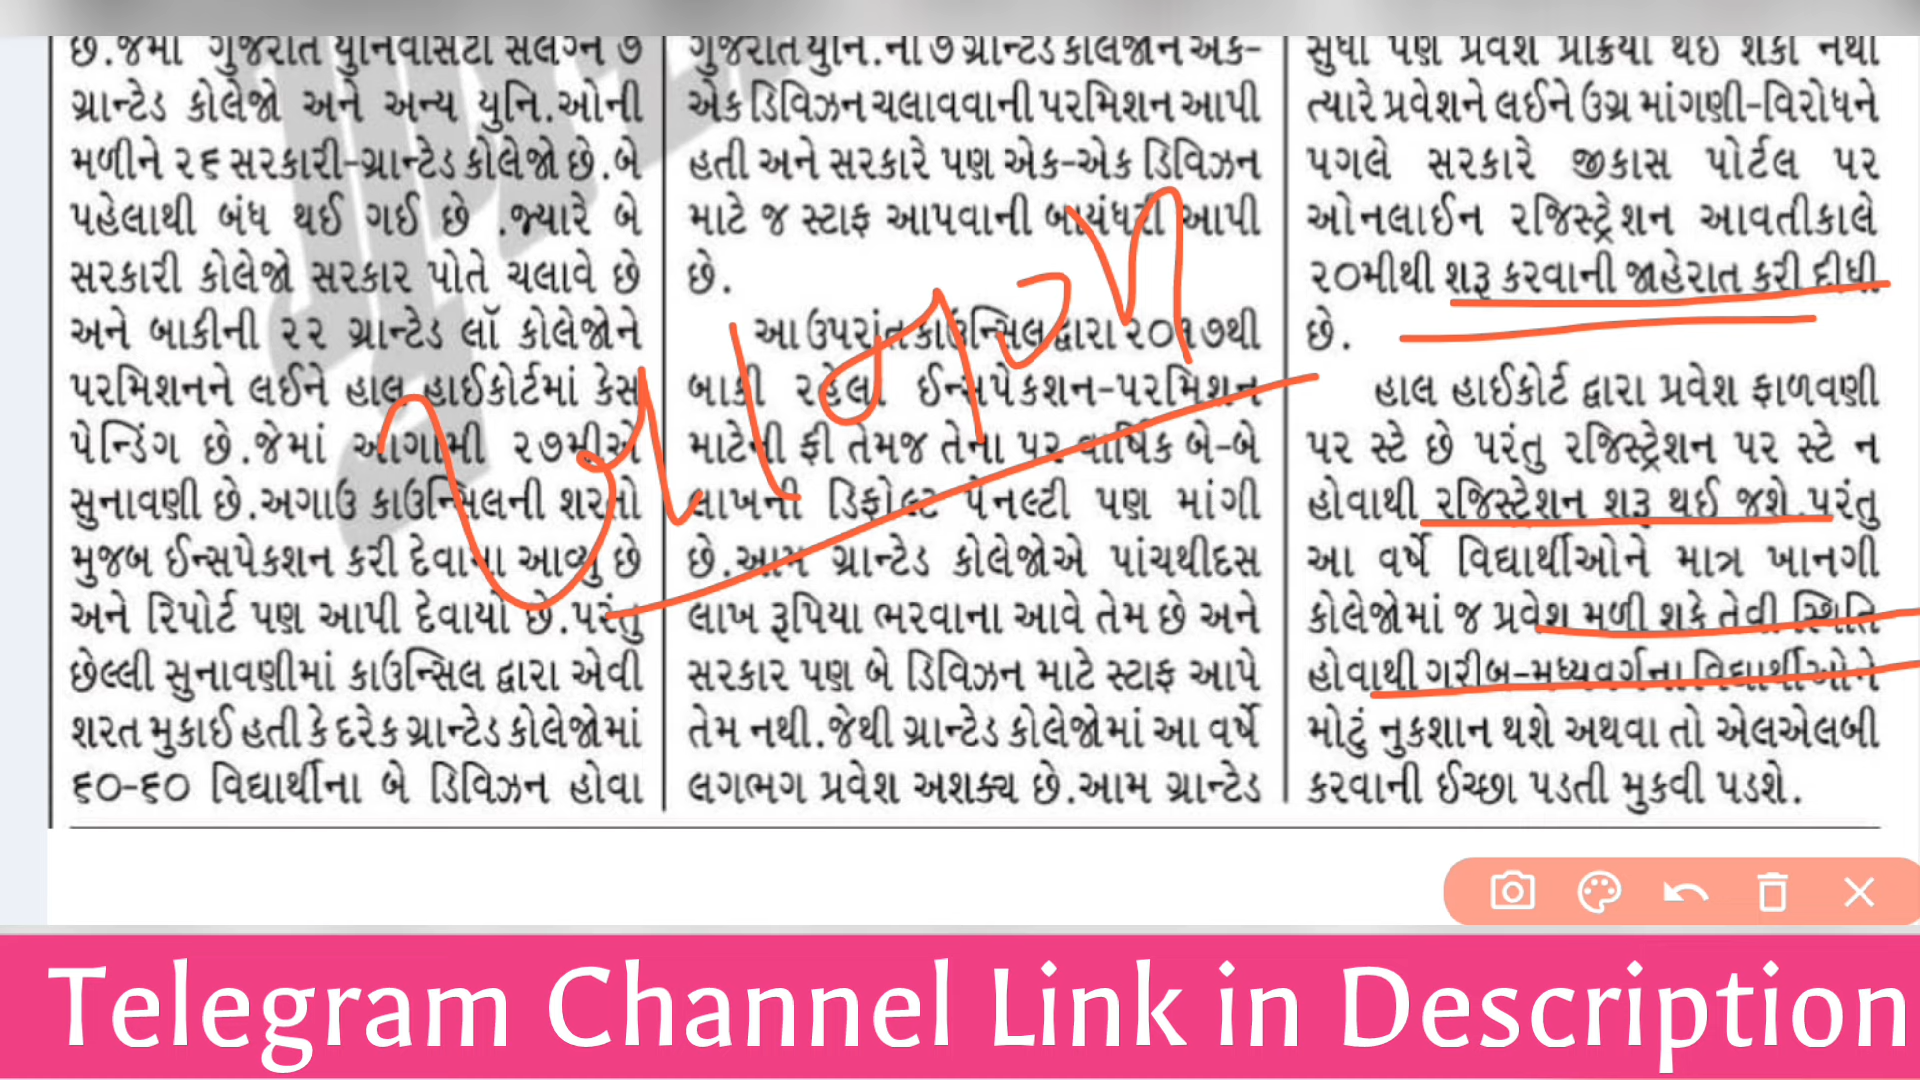 છે.જેમાં ગુજરાત યુનિવર્સિટી સંલગ્ન ૭
ગ્રાન્ટેડ કોલેજો અને અન્ય યુનિ.ઓની
મળીને ૨૬ સરકારી-ગ્રાન્ટેડ કોલેજો છે.બે
પહેલાથી બંધ થઈ ગઈ છે .જ્યારે બે
સરકારી કોલેજો સરકાર પોતે ચલાવે છે
અને બાકીની ૨૨ ગ્રાન્ટેડ લૉ કોલેજોને
પરમિશનને લઈને હાલ હાઈકોર્ટમાં કેસ
પેન્ડિંગ છે.જેમાં આગામી ૨૭મીએ
સુનાવણી છે.અગાઉ કાઉન્સિલની શરતો
મુજબ ઈન્સપેકશન કરી દેવાયા આવ્યુ છે
અને રિપોર્ટ પણ આપી દેવાયો છે.પરંતુ
છેલ્લી સુનાવણીમાં કાઉન્સિલ દ્વારા એવી
શરત મુકાઈ હતી કે દરેક ગ્રાન્ટેડ કોલેજોમાં
૬૦-૬૦ વિદ્યાર્થીના બે ડિવિઝન હોવા
ગુજરાત યુનિ.ની ૭ ગ્રાન્ટેડ કોલેજોને એક-
એક ડિવિઝન ચલાવવાની પરમિશન આપી
હતી અને સરકારે પણ એક-એક ડિવિઝન
માટે જ સ્ટાફ આપવાની બાયંધરી આપી
છે.
આ ઉપરાંત કાઉન્સિલ દ્વારા ૨૦૧૭થી
બાકી રહેલા ઈન્સપેકશન-પરમિશન
માટેની ફી તેમજ તેના પર વાર્ષિક બે-બે
લાખની ડિફોલ્ટ પેનલ્ટી પણ માંગી
છે.આમ ગ્રાન્ટેડ કોલેજોએ પાંચથીદસ
લાખ રૂપિયા ભરવાના આવે તેમ છે અને
સરકાર પણ બે ડિવિઝન માટે સ્ટાફ આપે
તેમ નથી.જેથી ગ્રાન્ટેડ કોલેજોમાં આ વર્ષે
લગભગ પ્રવેશ અશક્ય છે.આમ ગ્રાન્ટેડ
સુધી પણ પ્રવેશ પ્રક્રિયા થઈ શકી નથી
ત્યારે પ્રવેશને લઈને ઉગ્ર માંગણી-વિરોધને
પગલે સરકારે જીકાસ પોર્ટલ પર
ઓનલાઈન રજિસ્ટ્રેશન આવતીકાલે
૨૦મીથી શરૂ કરવાની જાહેરાત કરી દીધી
છે.
હાલ હાઈકોર્ટ દ્વારા પ્રવેશ ફાળવણી
પર સ્ટે છે પરંતુ રજિસ્ટ્રેશન પર સ્ટે ન
હોવાથી રજિસ્ટ્રેશન શરૂ થઈ જશે.પરંતુ
આ વર્ષે વિદ્યાર્થીઓને માત્ર ખાનગી
કોલેજોમાં જ પ્રવેશ મળી શકે તેવી સ્થિતિ
હોવાથી ગરીબ-મધ્યવર્ગના વિદ્યાર્થીઓને
મોટું નુકશાન થશે અથવા તો એલએલબી
કરવાની ઈચ્છા પડતી મુકવી પડશે.
Telegram Channel Link in Description